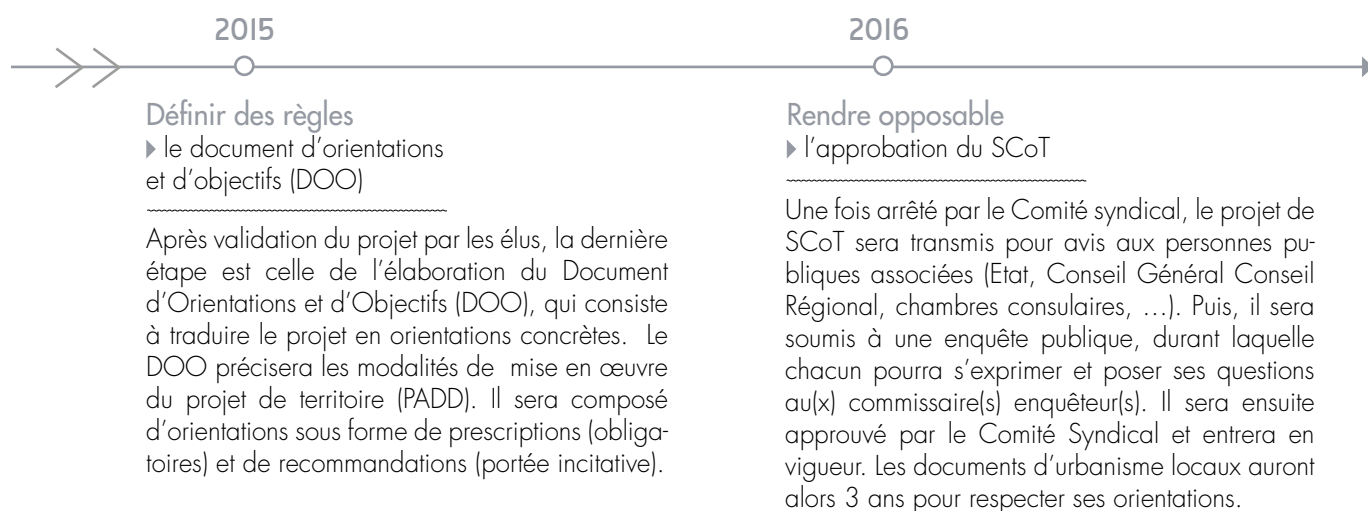 2015
Définir des règles
le document d'orientations
et d'objectifs (DOO)
Après validation du projet par les élus, la dernière
étape est celle de l'élaboration du Document
d'Orientations et d'Objectifs (DOO), qui consiste
à traduire le projet en orientations concrètes. Le
DOO précisera les modalités de mise en œuvre
du projet de territoire (PADD). Il sera composé
d'orientations sous forme de prescriptions (obliga-
toires) et de recommandations (portée incitative).
2016
Rendre opposable
l'approbation du SCoT
Une fois arrêté par le Comité syndical, le projet de
SCoT sera transmis pour avis aux personnes pu-
bliques associées (Etat, Conseil Général Conseil
Régional, chambres consulaires, ...). Puis, il sera
soumis à une enquête publique, durant laquelle
chacun pourra s'exprimer et poser ses questions
au(x) commissaire(s) enquêteur(s). Il sera ensuite
approuvé par le Comité Syndical et entrera en
vigueur. Les documents d'urbanisme locaux auront
alors 3 ans pour respecter ses orientations.